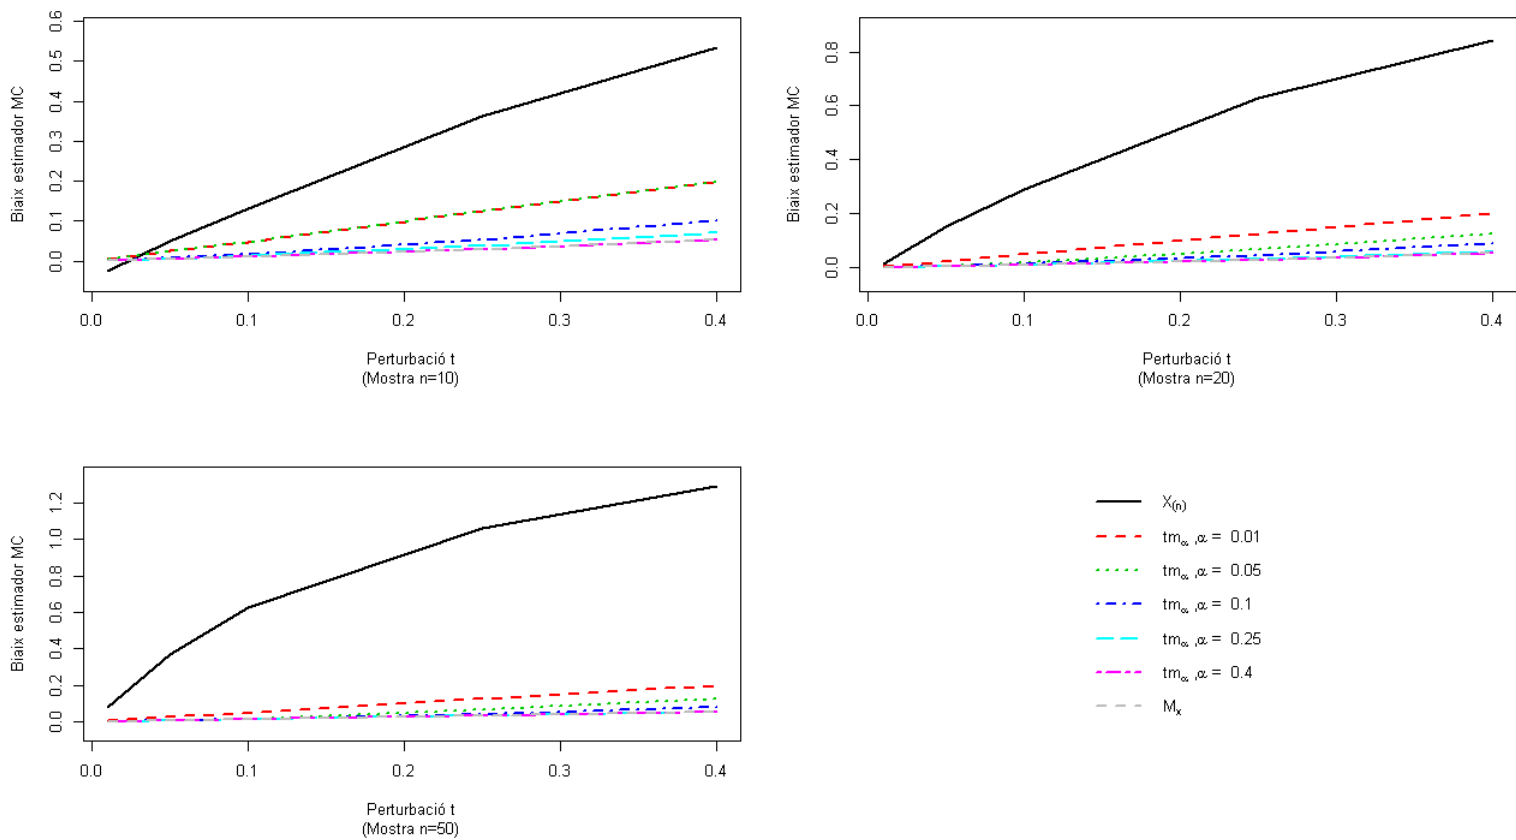 Biaix estimador MC
0.0 0.1 0.2 0.3 0.4 0.5 0.6
0.0 0.1 0.2 0.3 0.4
Perturbació t
(Mostra n=10)
Biaix estimador MC
0.0 0.2 0.4 0.6 0.8
0.0 0.1 0.2 0.3 0.4
Perturbació t
(Mostra n=20)
Biaix estimador MC
0.0 0.2 0.4 0.6 0.8 1.0 1.2
0.0 0.1 0.2 0.3 0.4
Perturbació t
(Mostra n=50)
X(n)
tmα ,α = 0.01
tmα ,α = 0.05
tmα ,α = 0.1
tmα ,α = 0.25
tmα ,α = 0.4
Mx